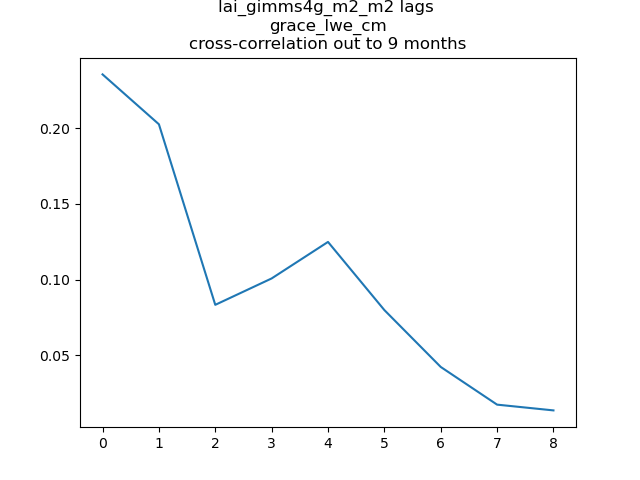 lai_gimms4g_m2_m2 lags
grace_lwe_cm
cross-correlation out to 9 months
0.20
0.15
0.10
0.05
0 1 2 3 4 5 6 7 8